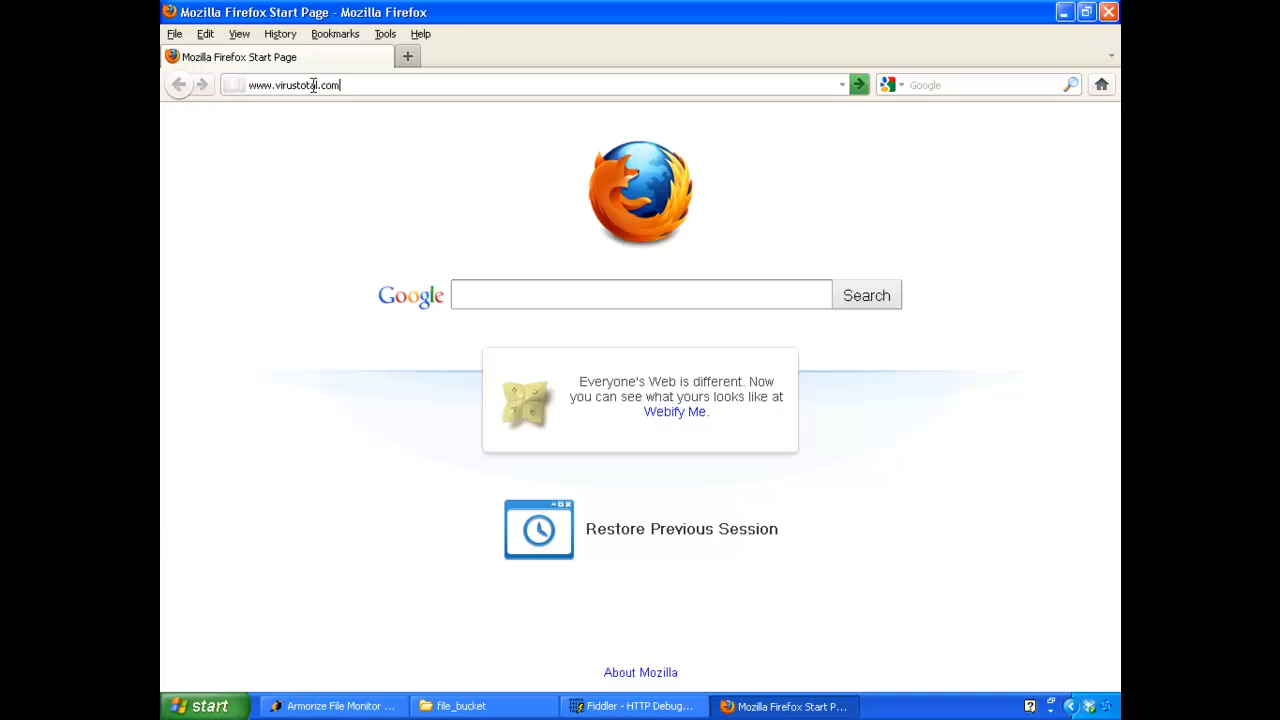 Mozilla Firefox Start Page - Mozilla Firefox
File Edit View History Bookmarks Tools Help
Mozilla Firefox Start Page
www.virustotal.com
Google
Google
Search
Everyone's Web is different. Now
you can see what yours looks like at
Webify Me.
Restore Previous Session
About Mozilla
start
Armorize File Monitor ...
file_bucket
Fiddler - HTTP Debug...
Mozilla Firefox Start P...